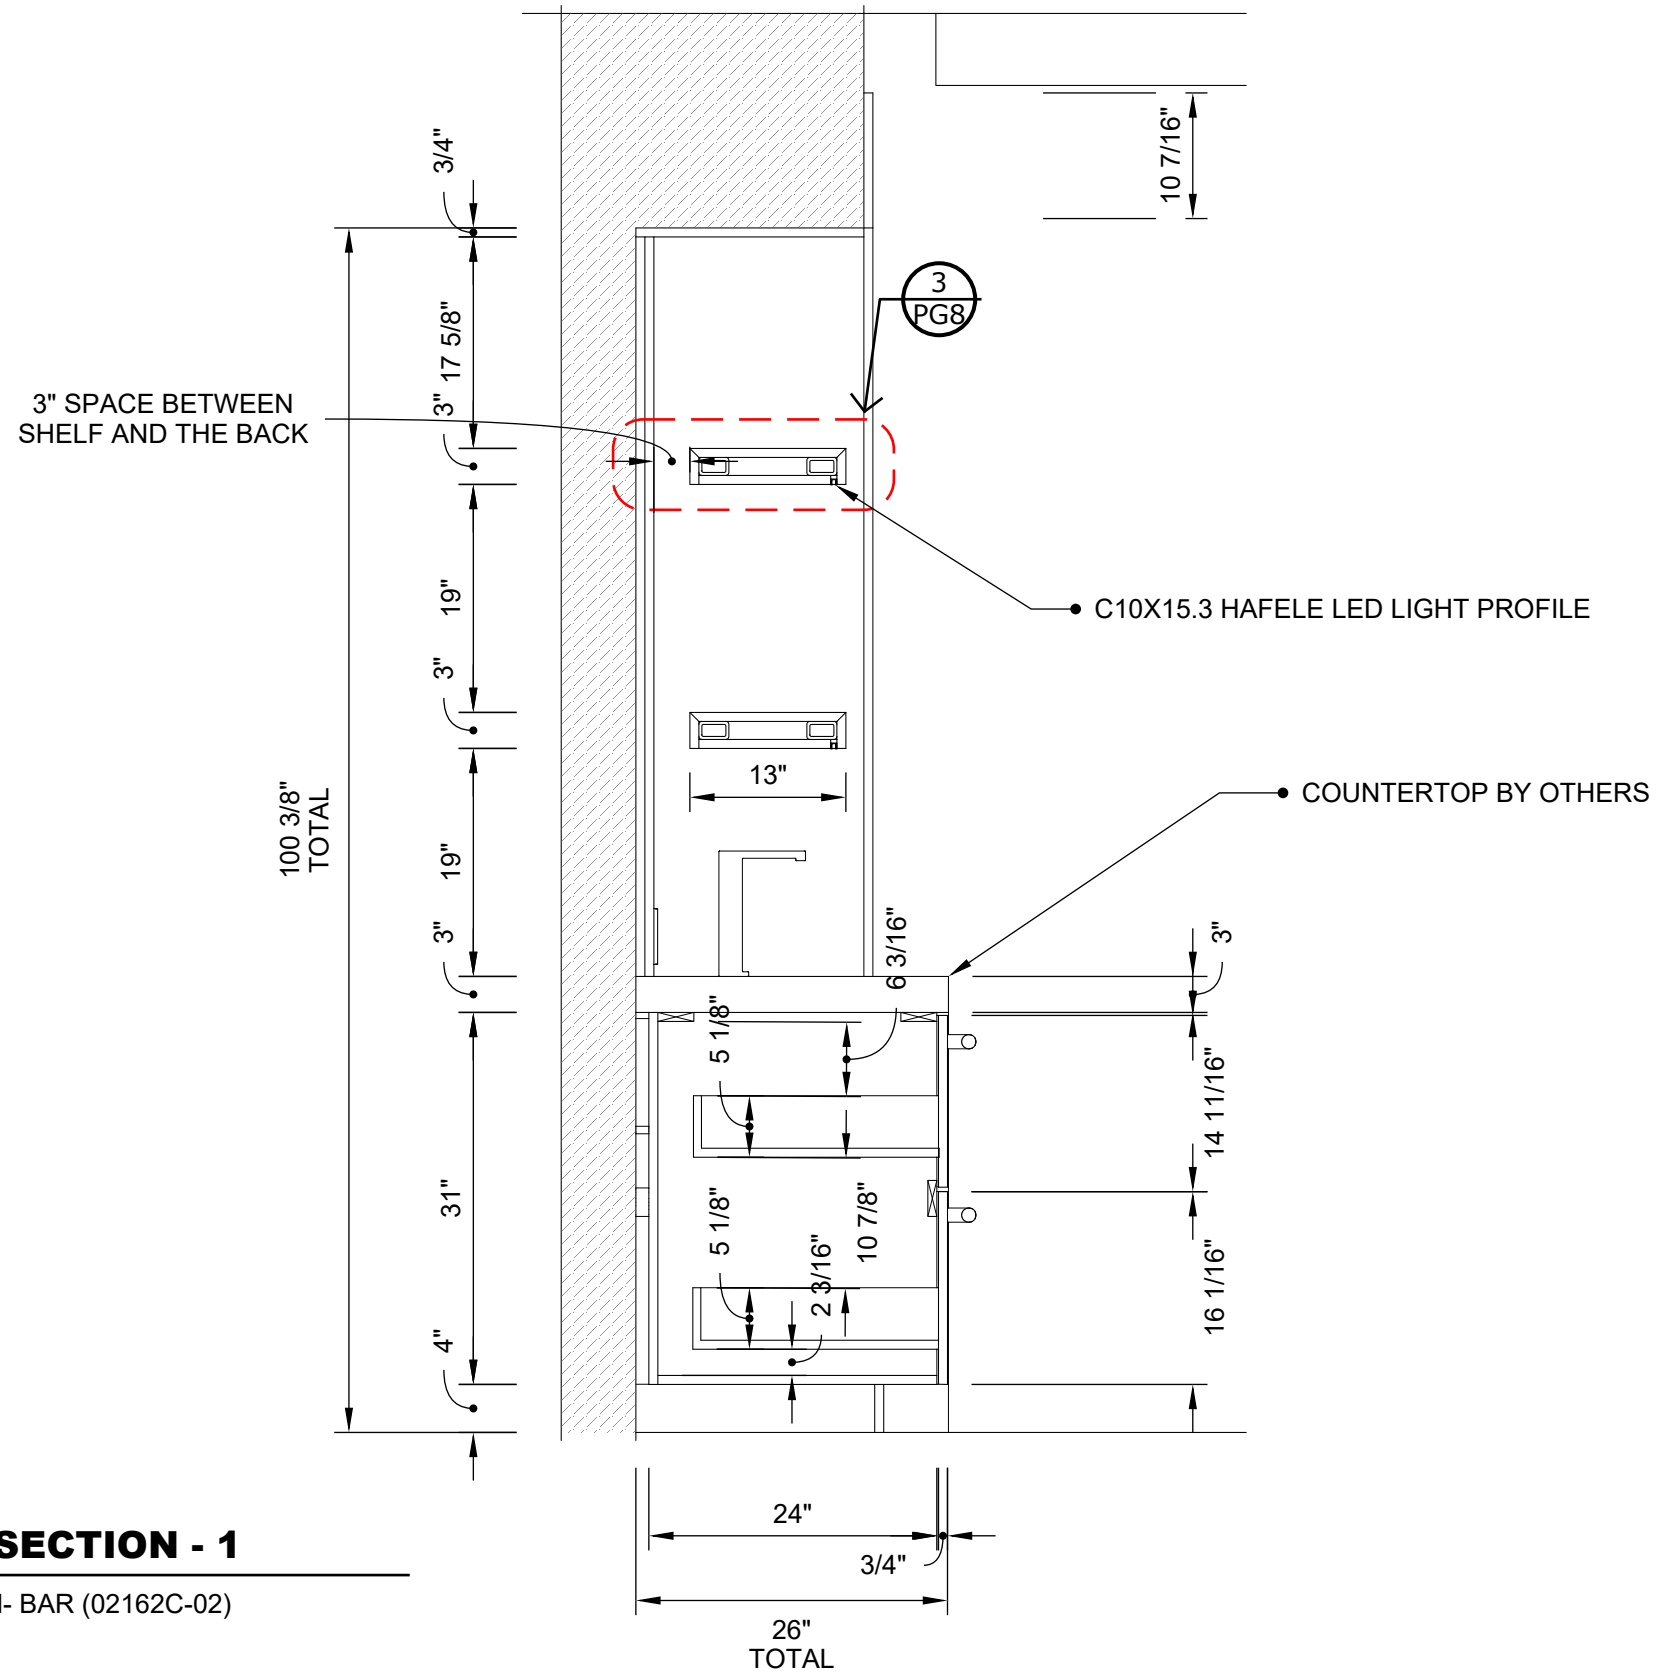 3/4"
10 7/16"
17 5/8"
3
PG8
3" SPACE BETWEEN
SHELF AND THE BACK
3"
19"
C10X15.3 HAFELE LED LIGHT PROFILE
3"
13"
COUNTERTOP BY OTHERS
100 3/8"
TOTAL
19"
3"
6 3/16"
3"
5 1/8"
14 11/16"
31"
5 1/8"
10 7/8"
2 3/16"
16 1/16"
4"
24"
3/4"
26"
TOTAL
SECTION - 1
- BAR (02162C-02)